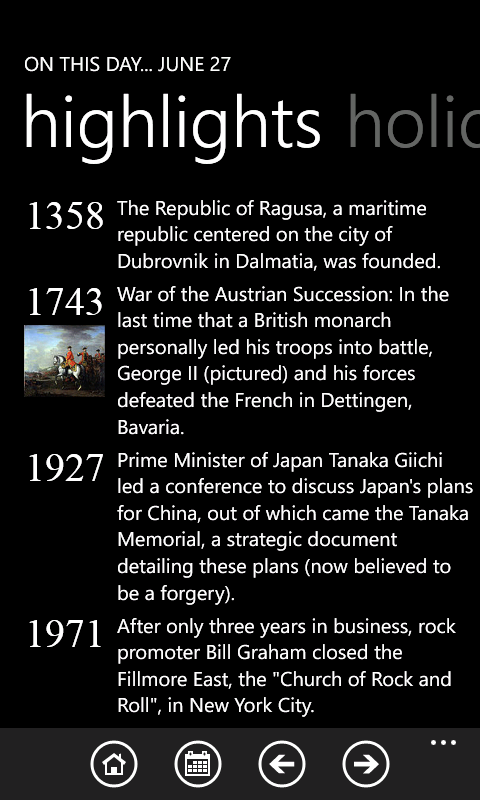 ON THIS DAY... JUNE 27
highlights holid
1358
The Republic of Ragusa, a maritime
republic centered on the city of
Dubrovnik in Dalmatia, was founded.
1743
War of the Austrian Succession: In the
last time that a British monarch
personally led his troops into battle,
George II (pictured) and his forces
defeated the French in Dettingen,
Bavaria.
1927
Prime Minister of Japan Tanaka Giichi
led a conference to discuss Japan's plans
for China, out of which came the Tanaka
Memorial, a strategic document
detailing these plans (now believed to
be a forgery).
1971
After only three years in business, rock
promoter Bill Graham closed the
Fillmore East, the "Church of Rock and
Roll", in New York City.